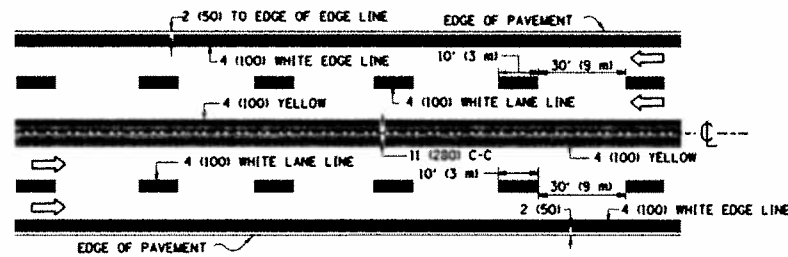 2 (50) TO EDGE OF EDGE LINE
EDGE OF PAVEMENT
4 (100) WHITE EDGE LINE
10' (3 m)
30' (9 m)
4 (100) YELLOW
4 (100) WHITE LANE LINE
℄
4 (100) WHITE LANE LINE
11 (280) C-C
4 (100) YELLOW
10' (3 m)
30' (9 m)
2 (50)
4 (100) WHITE EDGE LINE
EDGE OF PAVEMENT